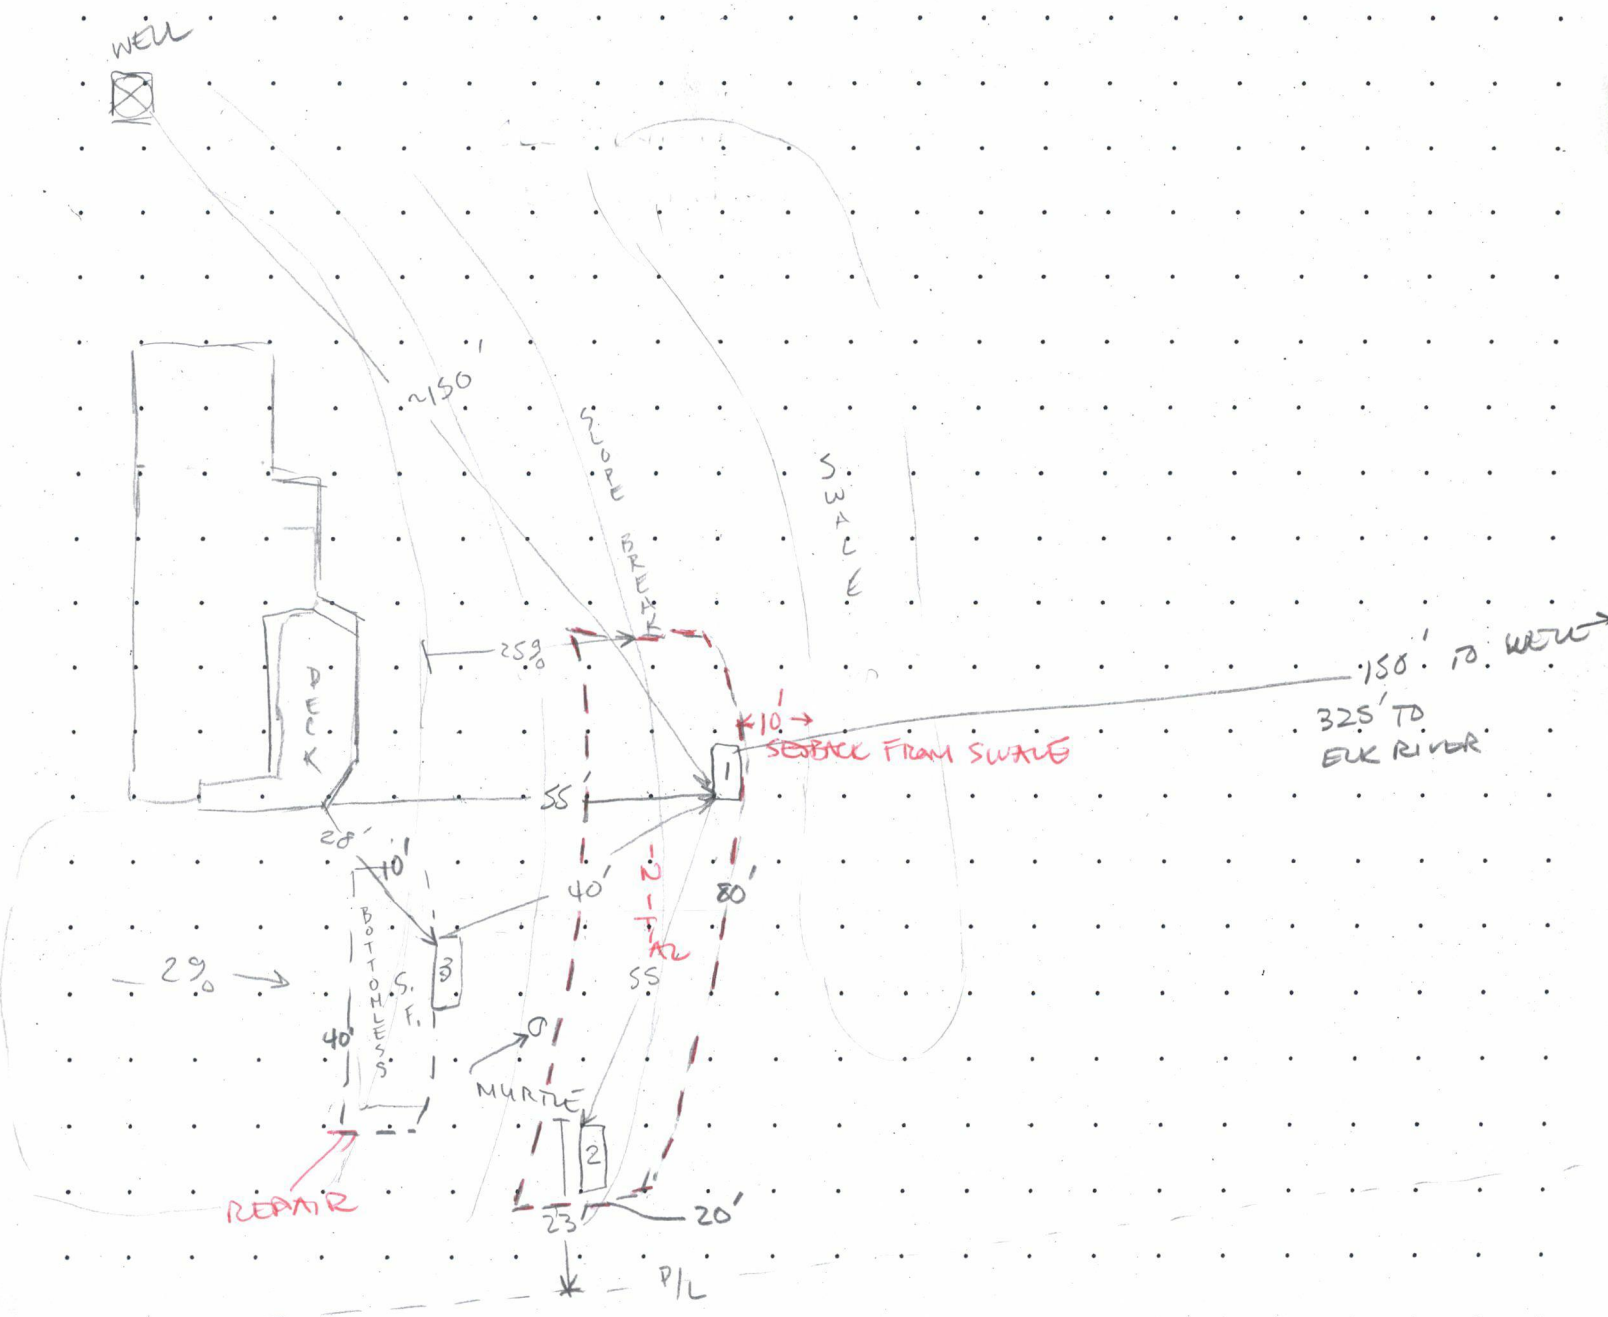 WELL
~150'
SLOPE BREAK
SWALE
25%
DECK
150' TO WELL
325' TO
ELK RIVER
10'
SETBACK FROM SWALE
1
55'
28'
10'
40'
80'
BOTTOMLESS
S.F.
3
2%
55
40'
MURTLE
2
REPAIR
23'
20'
P/L